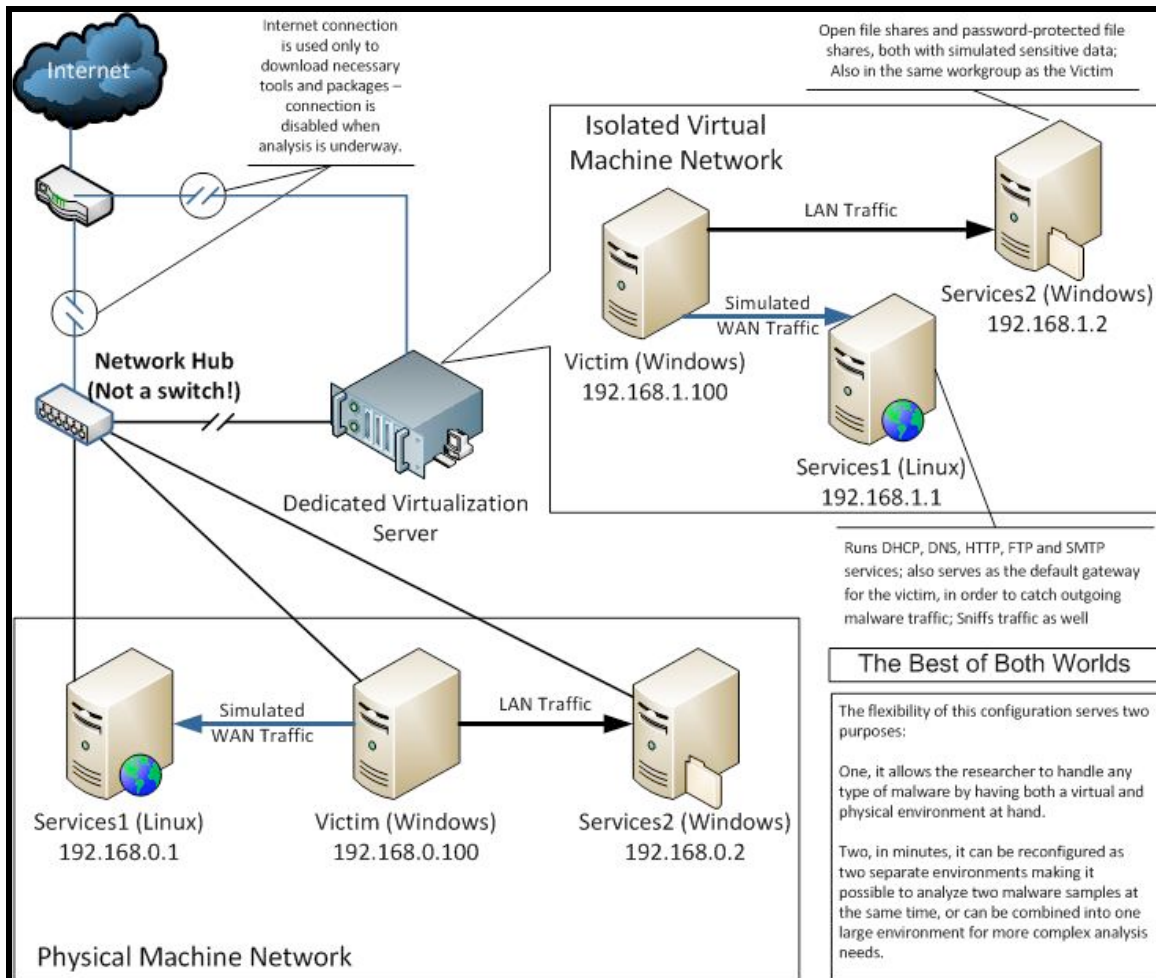 Internet
Internet connection
is used only to
download necessary
tools and packages –
connection is
disabled when
analysis is underway.
Open file shares and password-protected file
shares, both with simulated sensitive data;
Also in the same workgroup as the Victim
Isolated Virtual
Machine Network
LAN Traffic
Services2 (Windows)
192.168.1.2
Simulated
WAN Traffic
Victim (Windows)
192.168.1.100
Services1 (Linux)
192.168.1.1
Network Hub
(Not a switch!)
Dedicated Virtualization
Server
Runs DHCP, DNS, HTTP, FTP and SMTP
services; also serves as the default gateway
for the victim, in order to catch outgoing
malware traffic; Sniffs traffic as well
Simulated
WAN Traffic
LAN Traffic
Services1 (Linux)
192.168.0.1
Victim (Windows)
192.168.0.100
Services2 (Windows)
192.168.0.2
Physical Machine Network
The Best of Both Worlds
The flexibility of this configuration serves two
purposes:
One, it allows the researcher to handle any
type of malware by having both a virtual and
physical environment at hand.
Two, in minutes, it can be reconfigured as
two separate environments making it
possible to analyze two malware samples at
the same time, or can be combined into one
large environment for more complex analysis
needs.